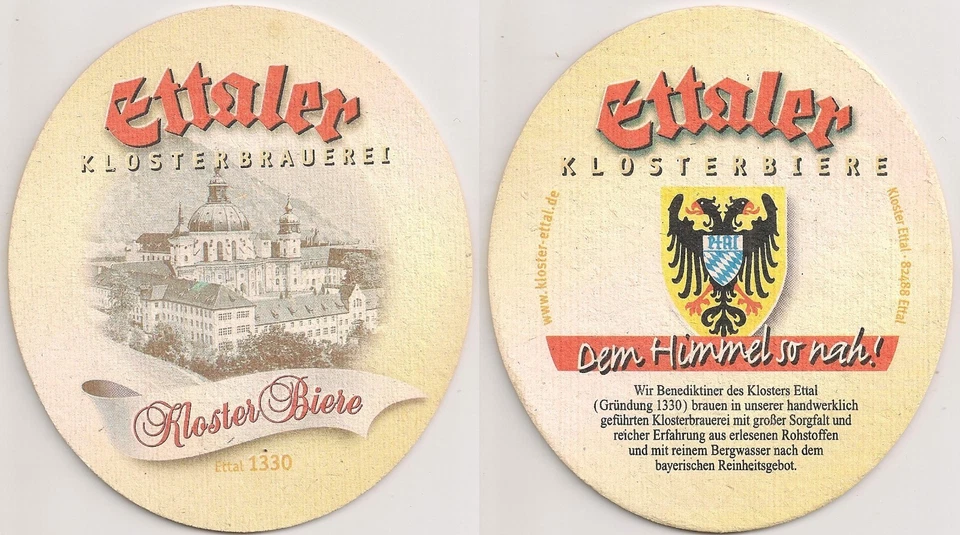 Ettaler
KLOSTERBRAUEREI
Kloster Biere
Ettal 1330
Ettaler
KLOSTERBIERE
www.kloster-ettal.de
Kloster Ettal · 82488 Ettal
ETTAL
Dem Himmel so nah!
Wir Benediktiner des Klosters Ettal
(Gründung 1330) brauen in unserer handwerklich
geführten Klosterbrauerei mit großer Sorgfalt und
reicher Erfahrung aus erlesenen Rohstoffen
und mit reinem Bergwasser nach dem
bayerischen Reinheitsgebot.